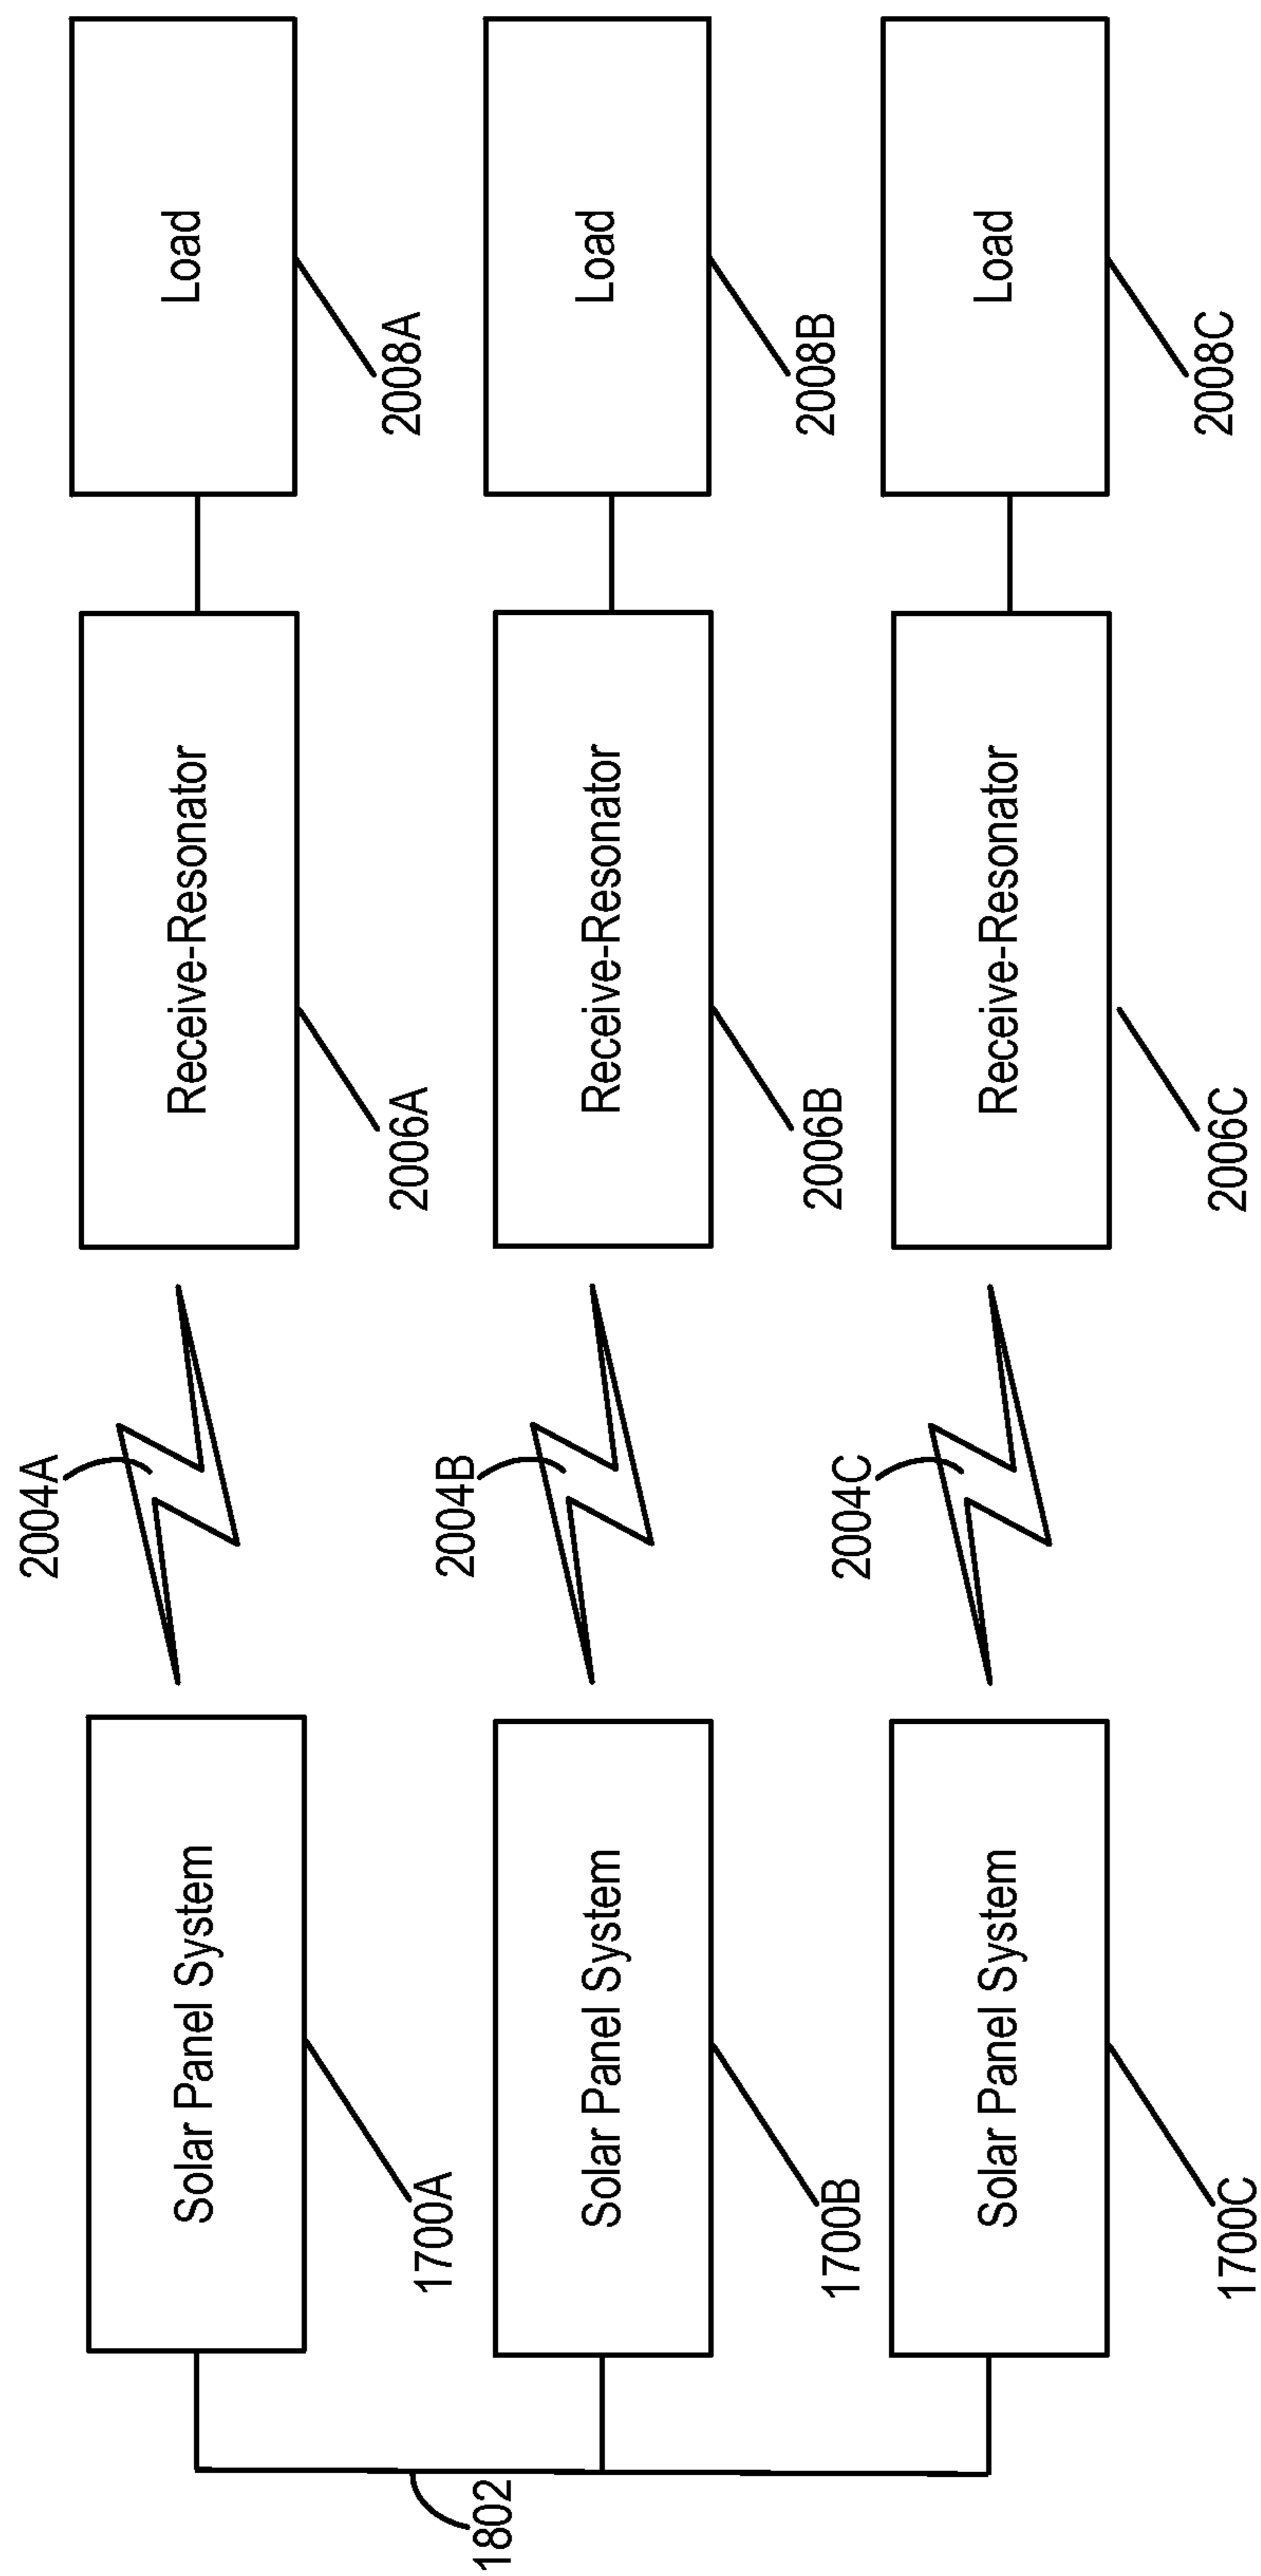 2004A
Solar Panel System
Receive-Resonator
Load
1700A
2006A
2008A
1802
2004B
Solar Panel System
Receive-Resonator
Load
1700B
2006B
2008B
2004C
Solar Panel System
Receive-Resonator
Load
1700C
2006C
2008C